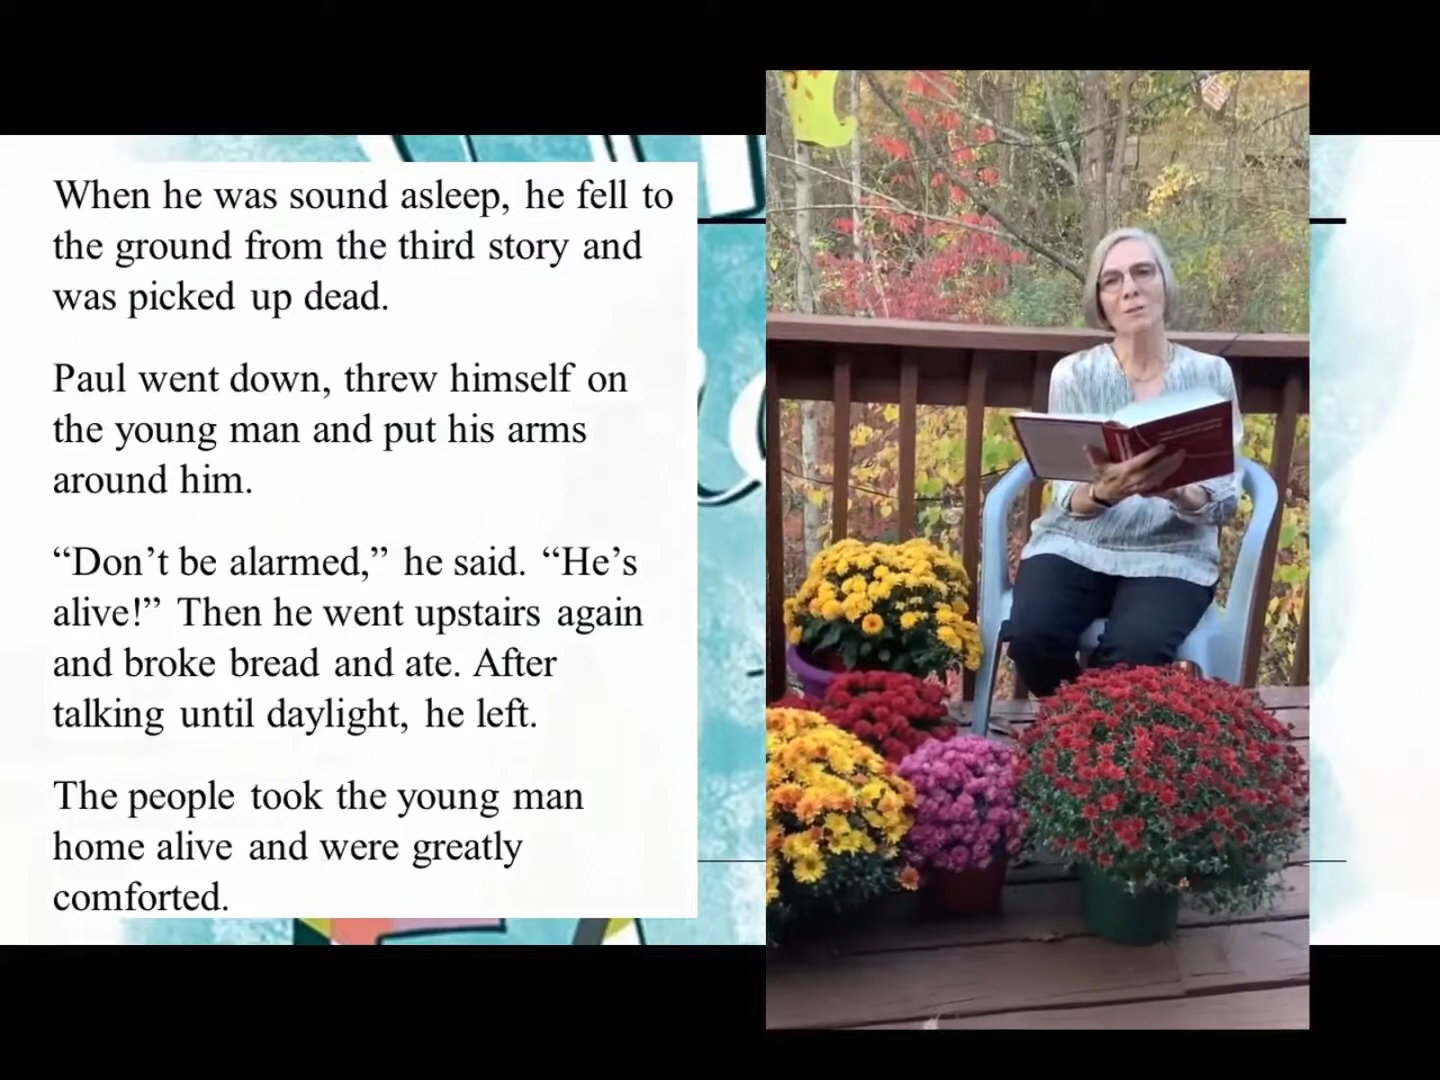 When he was sound asleep, he fell to
the ground from the third story and
was picked up dead.
Paul went down, threw himself on
the young man and put his arms
around him.
“Don’t be alarmed,” he said. “He’s
alive!” Then he went upstairs again
and broke bread and ate. After
talking until daylight, he left.
The people took the young man
home alive and were greatly
comforted.